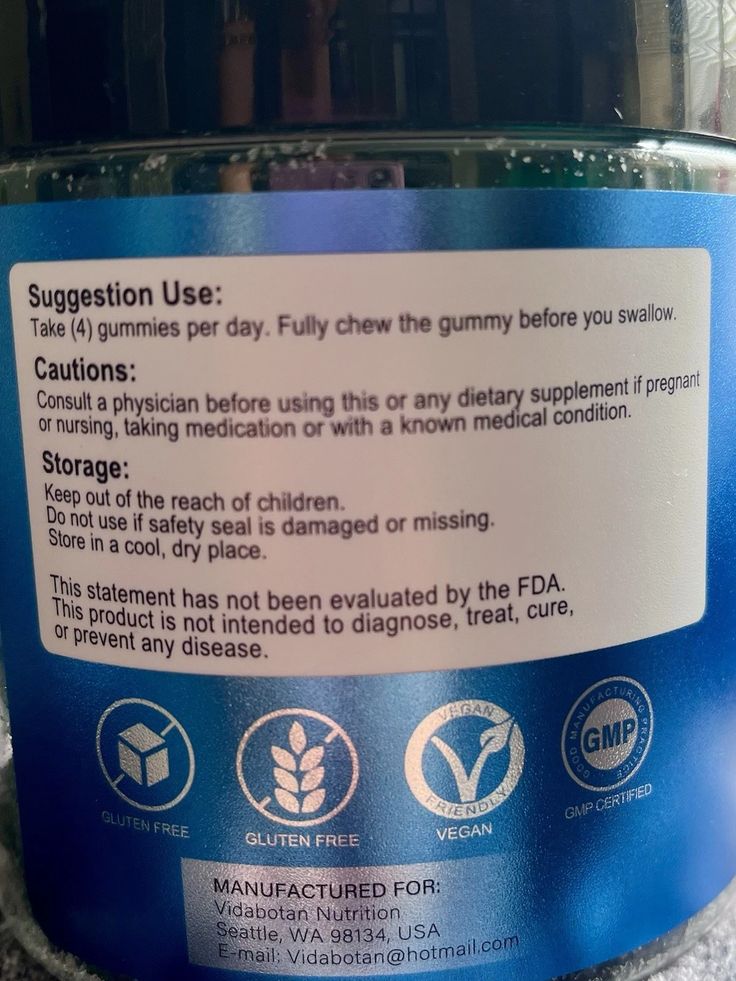 Suggestion Use:
Take (4) gummies per day. Fully chew the gummy before you swallow.
Cautions:
Consult a physician before using this or any dietary supplement if pregnant
or nursing, taking medication or with a known medical condition.
Storage:
Keep out of the reach of children.
Do not use if safety seal is damaged or missing.
Store in a cool, dry place.
This statement has not been evaluated by the FDA.
This product is not intended to diagnose, treat, cure,
or prevent any disease.
GLUTEN FREE
GLUTEN FREE
VEGAN
FRIENDLY
VEGAN
GOOD MANUFACTURING PRACTICE
GMP
GMP CERTIFIED
MANUFACTURED FOR:
Vidabotan Nutrition
Seattle, WA 98134, USA
E-mail: Vidabotan@hotmail.com